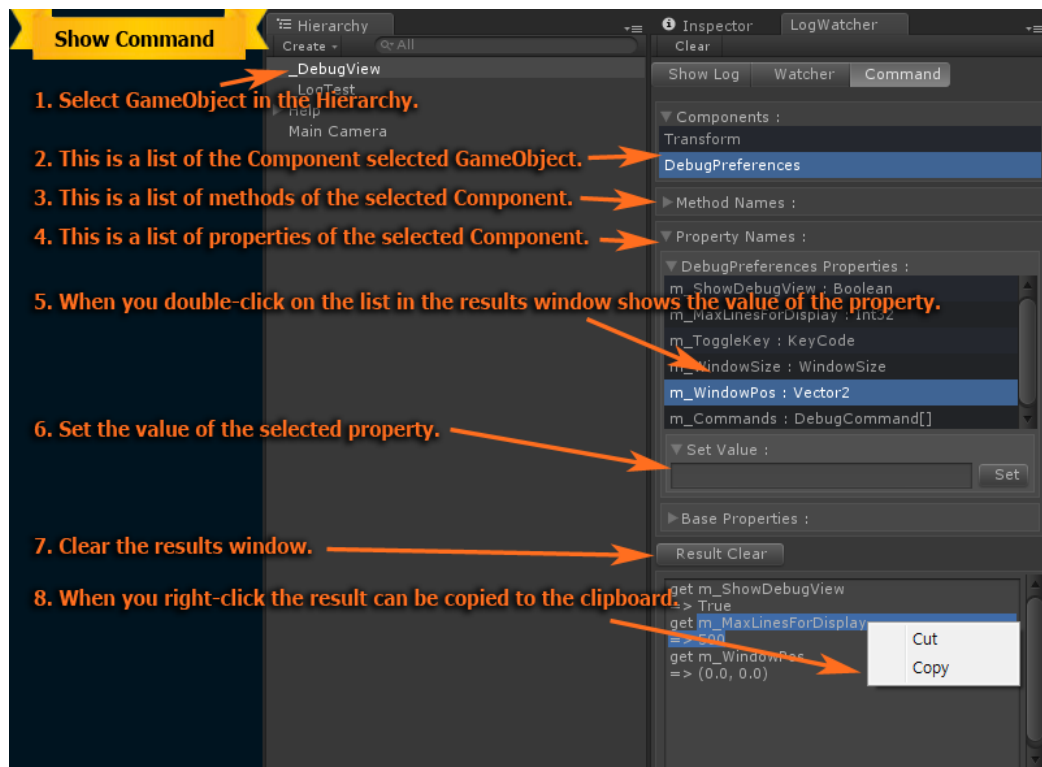 Show Command
Hierarchy
Create
All
_DebugView
_LogTest
Help
Main Camera
Inspector
LogWatcher
Clear
Show Log
Watcher
Command
Components :
Transform
DebugPreferences
Method Names :
Property Names :
DebugPreferences Properties :
m_ShowDebugView : Boolean
m_MaxLinesForDisplay : Int32
m_ToggleKey : KeyCode
m_WindowSize : WindowSize
m_WindowPos : Vector2
m_Commands : DebugCommand[]
Set Value :
Set
Base Properties :
Result Clear
get m_ShowDebugView
=> True
get m_MaxLinesForDisplay
=> 500
get m_WindowPos
=> (0.0, 0.0)
Cut
Copy
1. Select GameObject in the Hierarchy.
2. This is a list of the Component selected GameObject.
3. This is a list of methods of the selected Component.
4. This is a list of properties of the selected Component.
5. When you double-click on the list in the results window shows the value of the property.
6. Set the value of the selected property.
7. Clear the results window.
8. When you right-click the result can be copied to the clipboard.